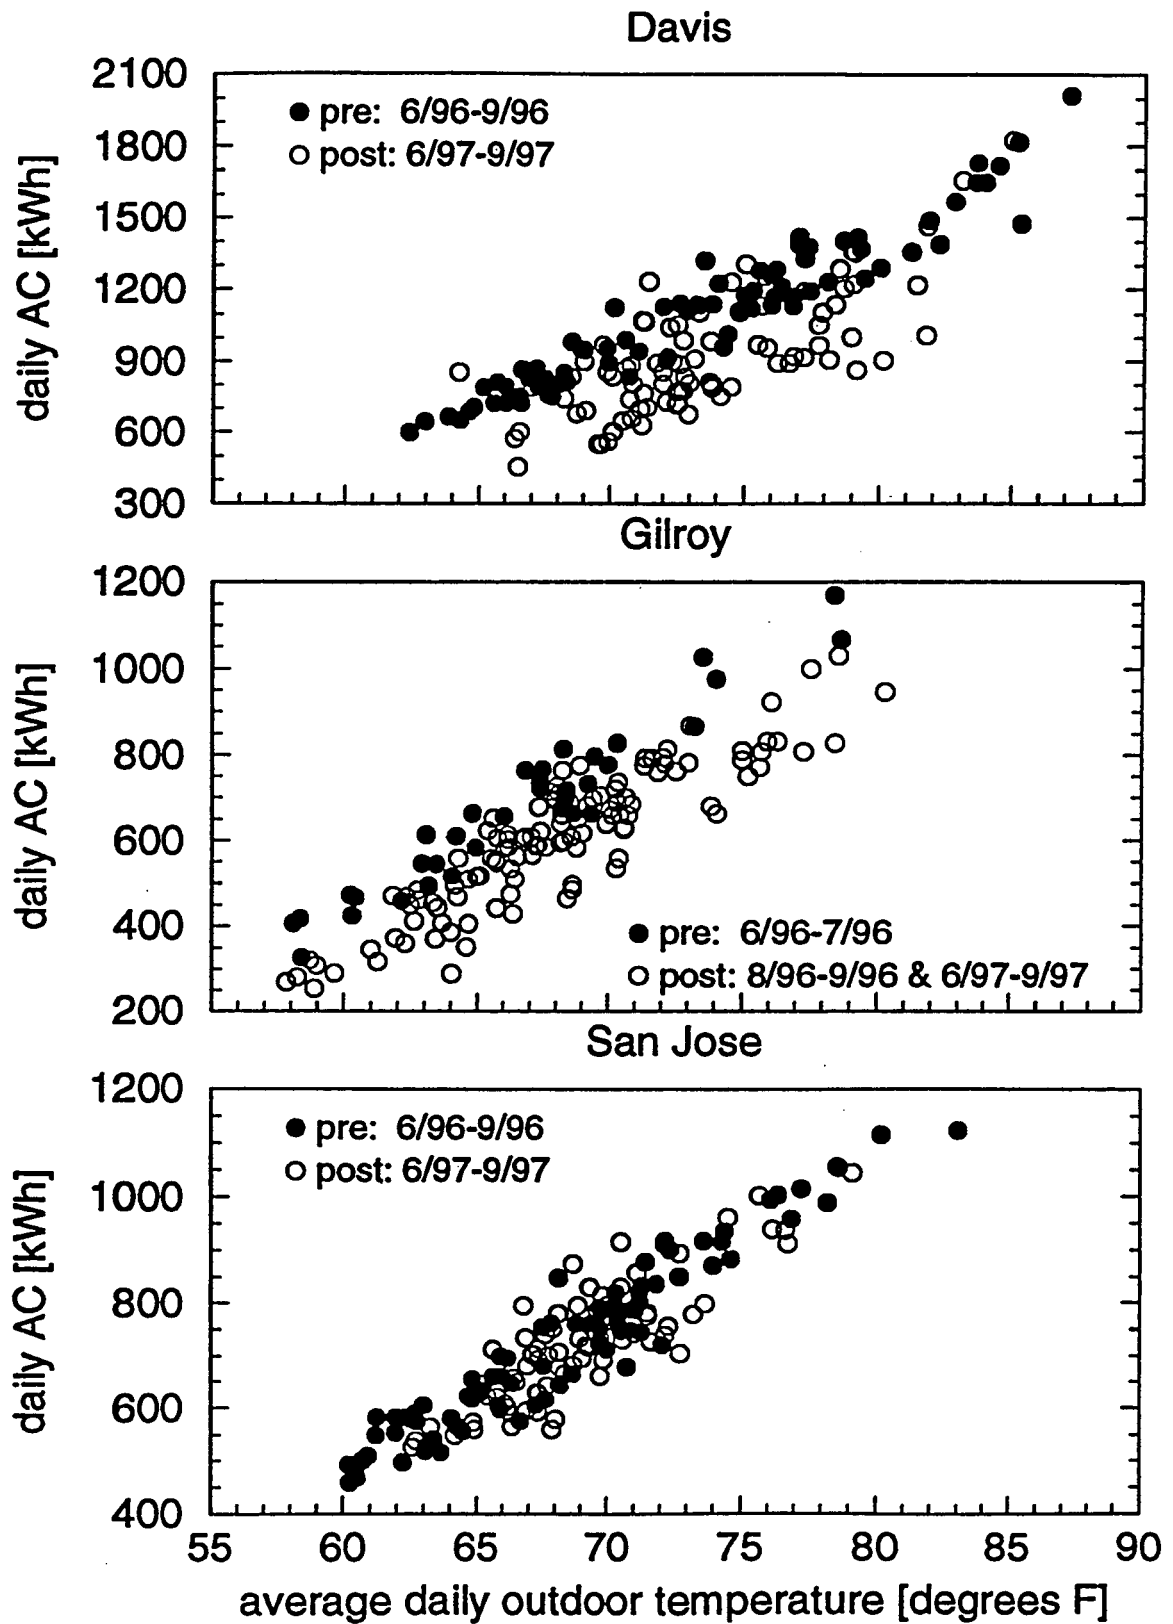 Davis
daily AC [kWh]
2100
1800
1500
1200
900
600
300
pre: 6/96-9/96
post: 6/97-9/97
Gilroy
daily AC [kWh]
1200
1000
800
600
400
200
pre: 6/96-7/96
post: 8/96-9/96 & 6/97-9/97
San Jose
daily AC [kWh]
1200
1000
800
600
400
pre: 6/96-9/96
post: 6/97-9/97
55 60 65 70 75 80 85 90
average daily outdoor temperature [degrees F]